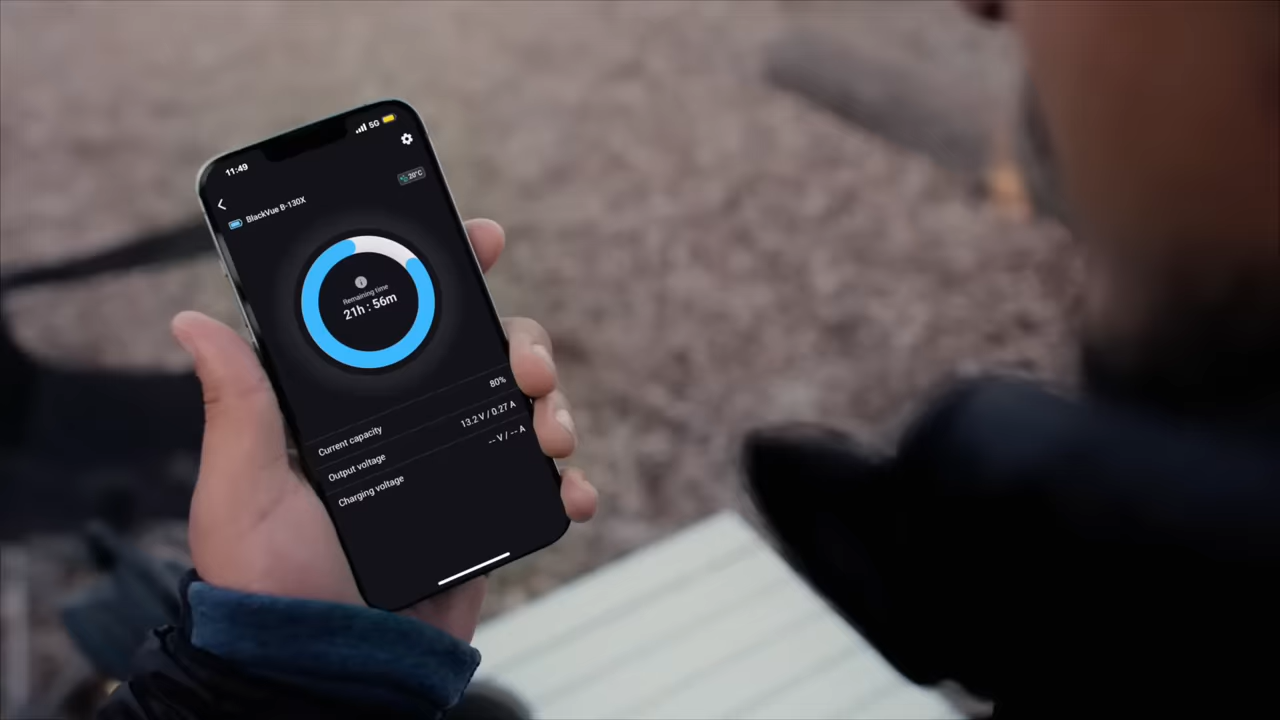 11:49
5G
20°C
BlackVue B-130X
Remaining time
21h : 56m
Current capacity 80%
Output voltage 13.2 V / 0.27 A
Charging voltage -- V / -- A